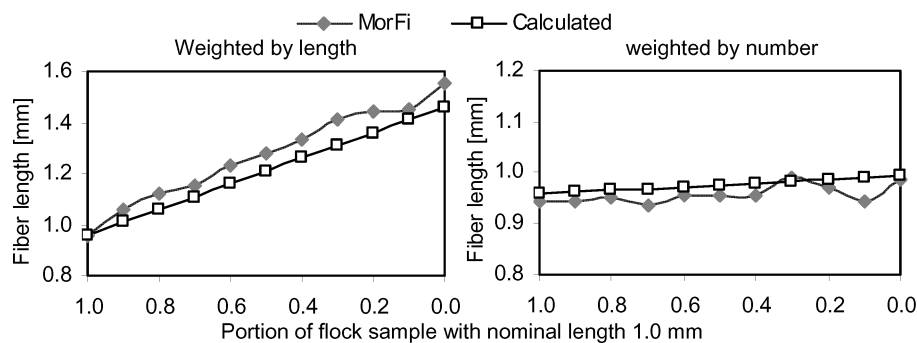 MorFi Calculated
Weighted by length
weighted by number
Fiber length [mm]
1.6
1.4
1.2
1.0
0.8
1.0 0.8 0.6 0.4 0.2 0.0
Fiber length [mm]
1.2
1.1
1.0
0.9
0.8
1.0 0.8 0.6 0.4 0.2 0.0
Portion of flock sample with nominal length 1.0 mm